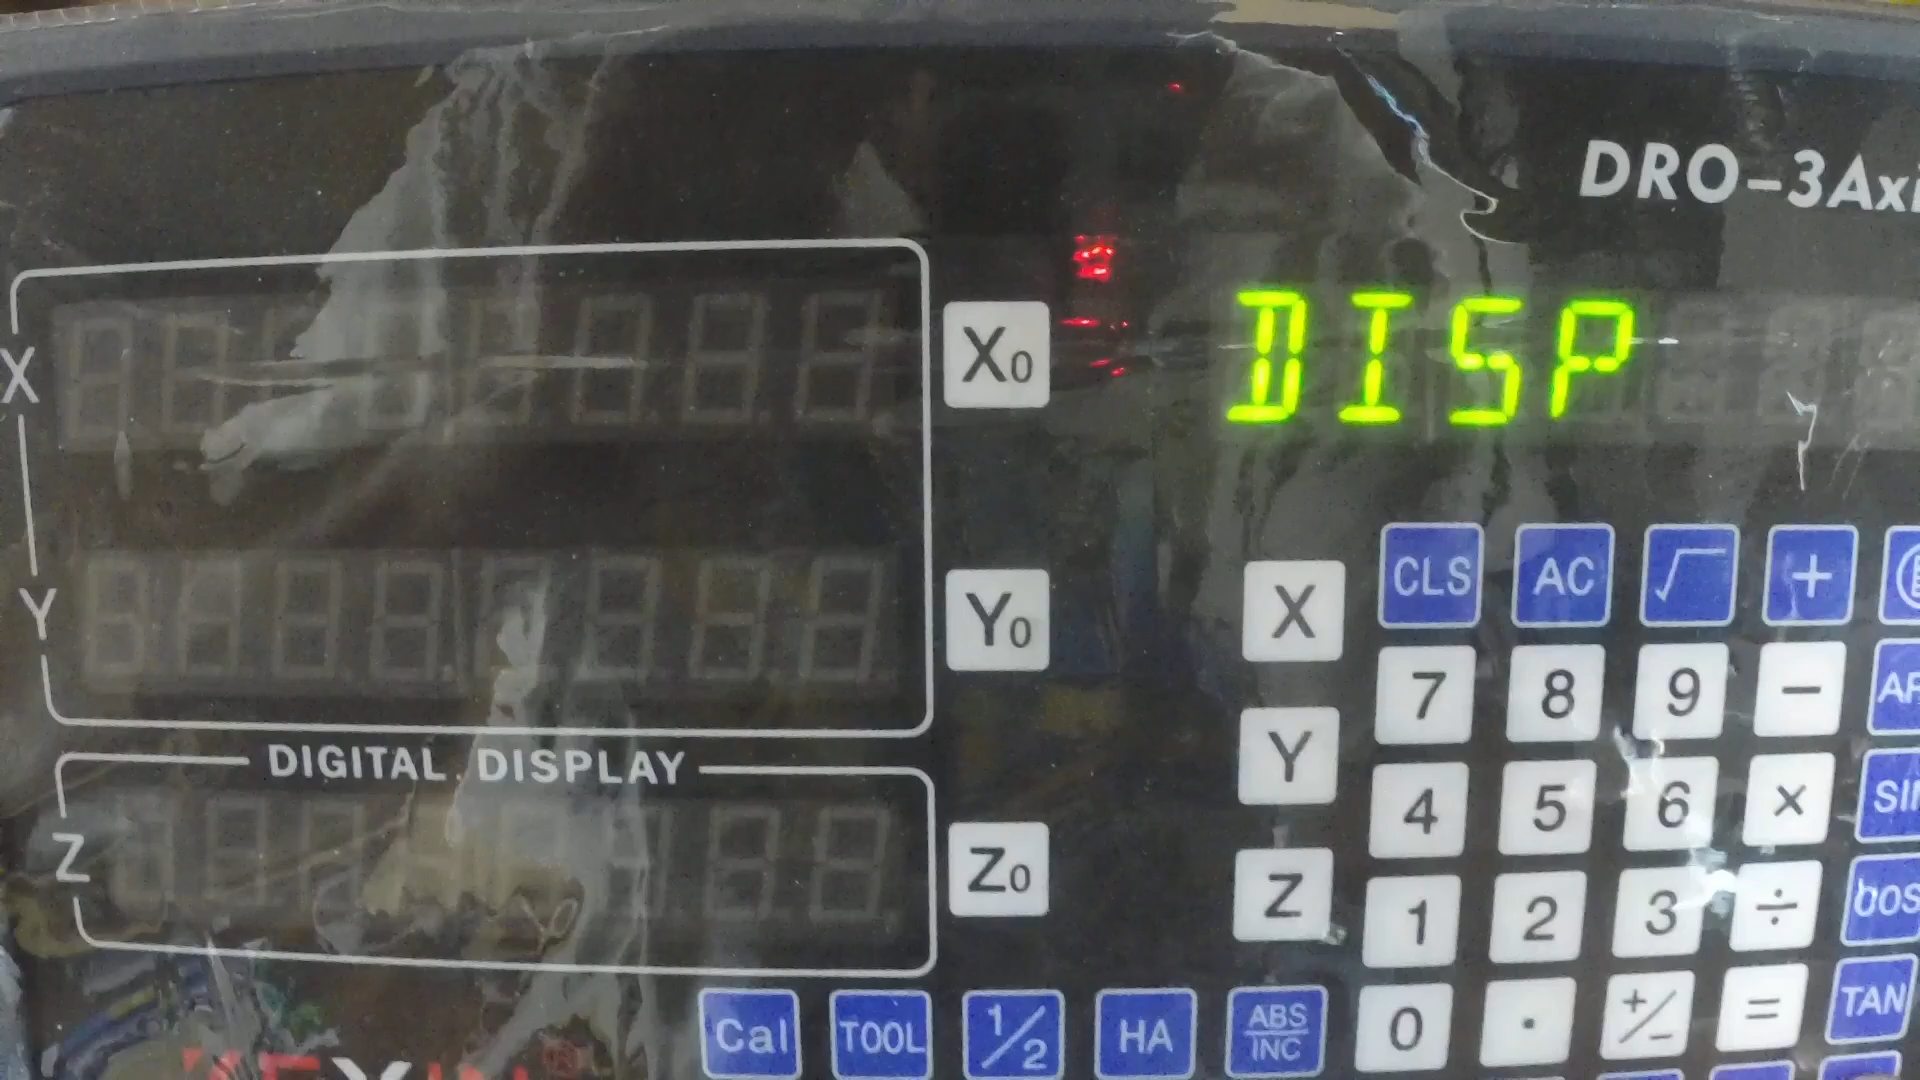 DRO-3Axi
X
X0
DISP
Y
Y0
X
CLS AC √ +
7 8 9 −
Y
DIGITAL DISPLAY
4 5 6 × SIN
Z
Z0
Z
1 2 3 ÷
Cal TOOL 1/2 HA ABS/INC
0 . +/− = TAN